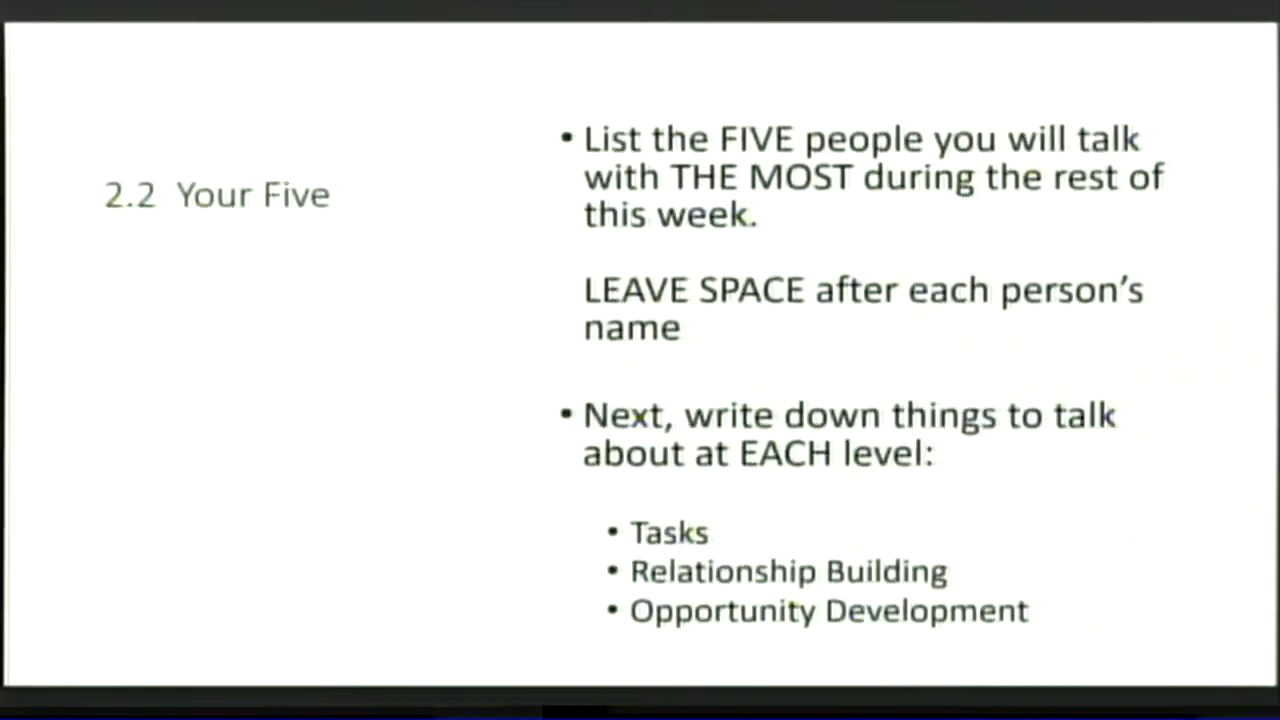 2.2 Your Five
• List the FIVE people you will talk
with THE MOST during the rest of
this week.
LEAVE SPACE after each person’s
name
• Next, write down things to talk
about at EACH level:
• Tasks
• Relationship Building
• Opportunity Development